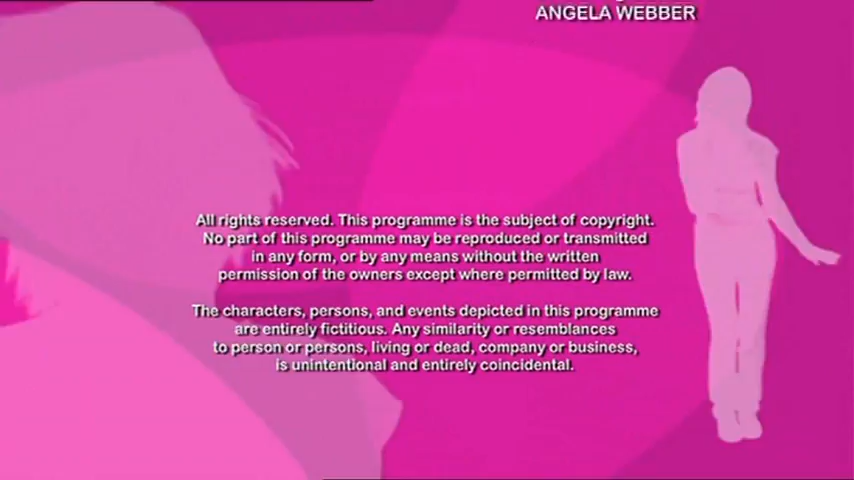 ANGELA WEBBER
All rights reserved. This programme is the subject of copyright.
No part of this programme may be reproduced or transmitted
in any form, or by any means without the written
permission of the owners except where permitted by law.
The characters, persons, and events depicted in this programme
are entirely fictitious. Any similarity or resemblances
to person or persons, living or dead, company or business,
is unintentional and entirely coincidental.